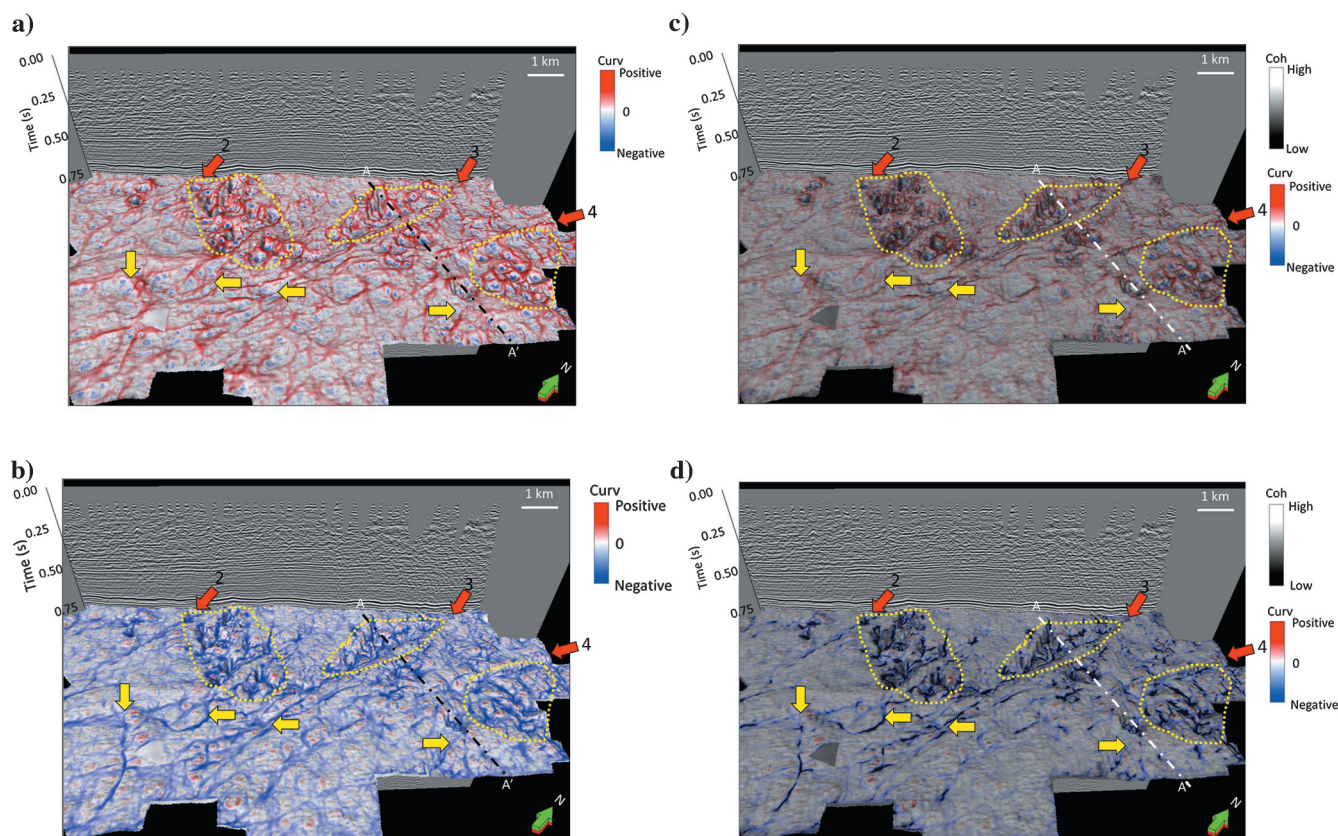 a)
0.00
0.25
0.50
0.75
Time (s)
1 km
Curv
Positive
0
Negative
2
3
4
A
A'
N
c)
0.00
0.25
0.50
0.75
Time (s)
1 km
Coh
High
Low
Curv
Positive
0
Negative
2
3
4
A
A'
N
b)
0.00
0.25
0.50
0.75
Time (s)
1 km
Curv
Positive
0
Negative
2
3
4
A
A'
N
d)
0.00
0.25
0.50
0.75
Time (s)
1 km
Coh
High
Low
Curv
Positive
0
Negative
2
3
4
A
A'
N